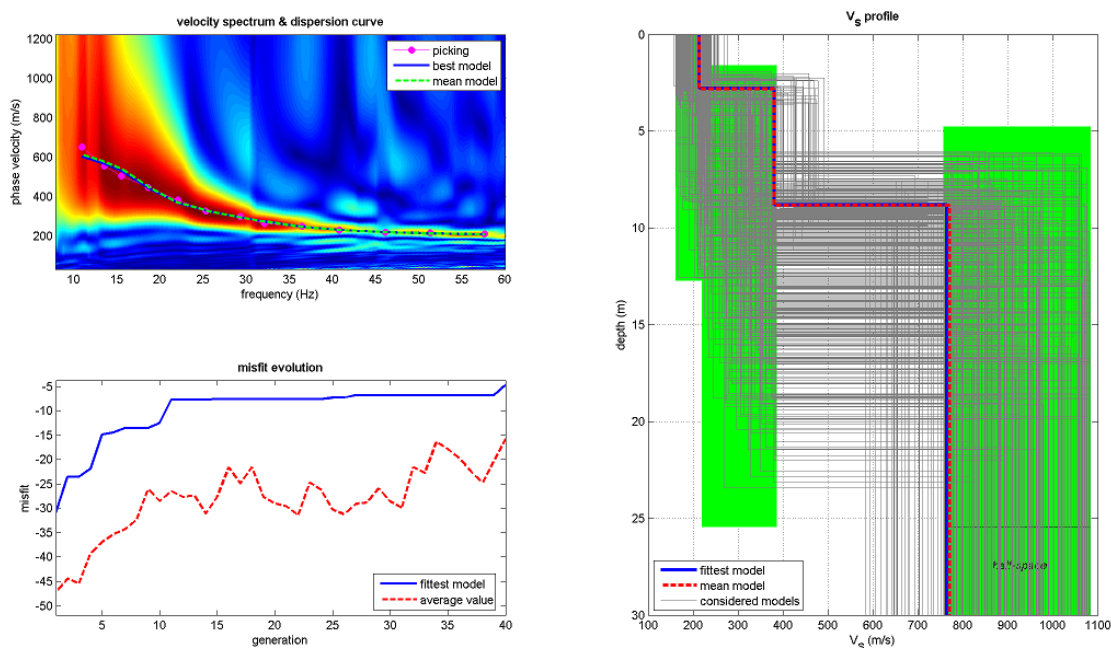 velocity spectrum & dispersion curve
1200
1000
800
600
400
200
phase velocity (m/s)
picking
best model
mean model
10 15 20 25 30 35 40 45 50 55 60
frequency (Hz)
misfit evolution
-5
-10
-15
-20
-25
-30
-35
-40
-45
-50
misfit
fittest model
average value
5 10 15 20 25 30 35 40
generation
VS profile
0
5
10
15
20
25
30
depth (m)
half-space
fittest model
mean model
considered models
100 200 300 400 500 600 700 800 900 1000 1100
VS (m/s)